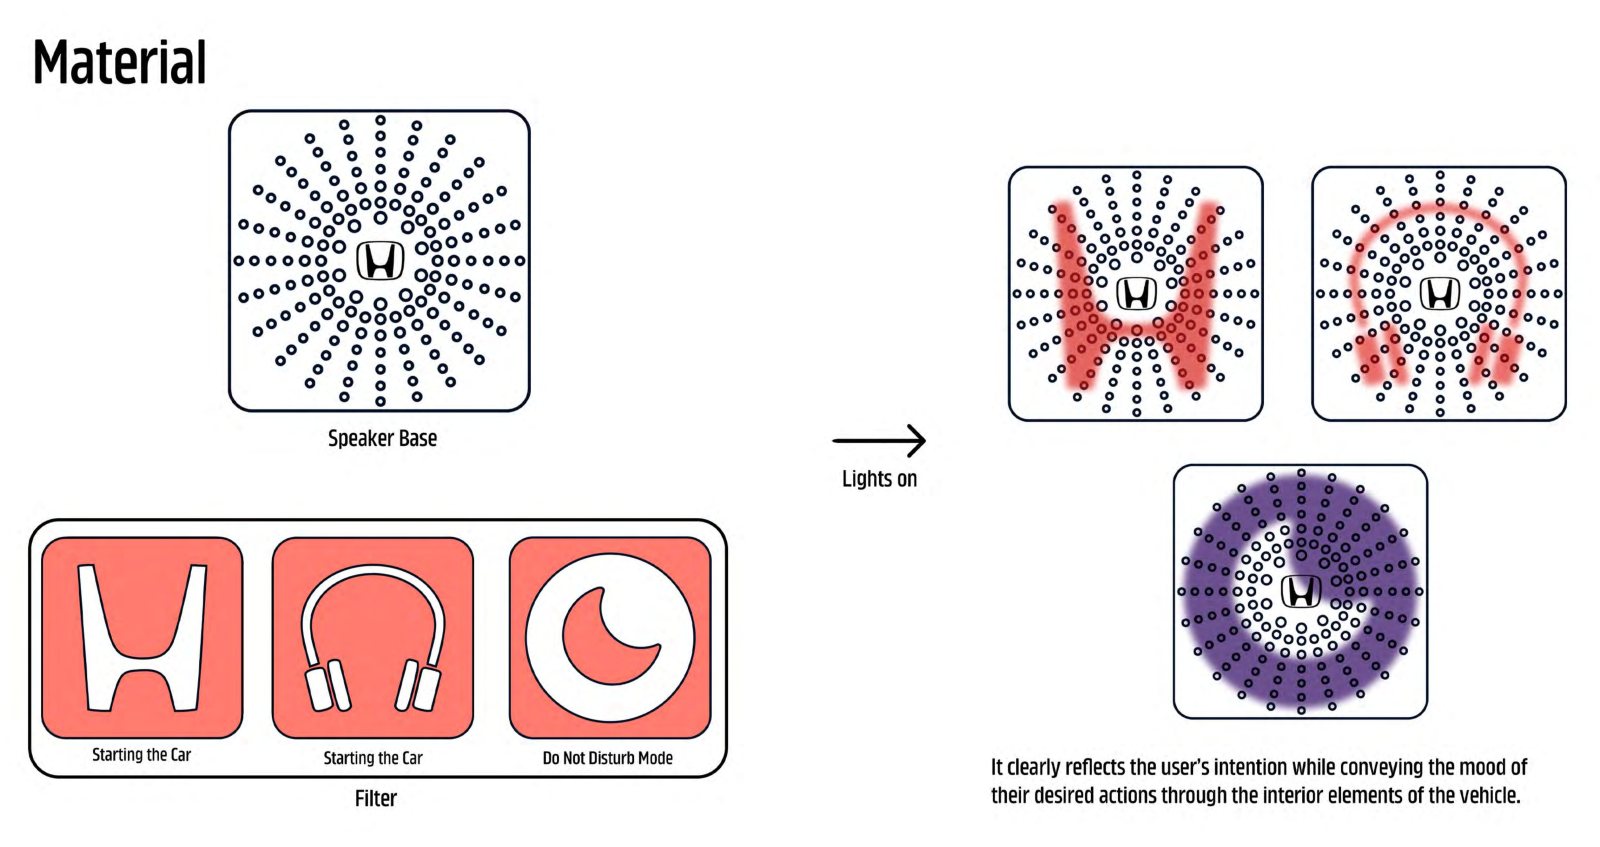 Material
Speaker Base
Starting the Car
Starting the Car
Do Not Disturb Mode
Filter
Lights on
It clearly reflects the user's intention while conveying the mood of
their desired actions through the interior elements of the vehicle.